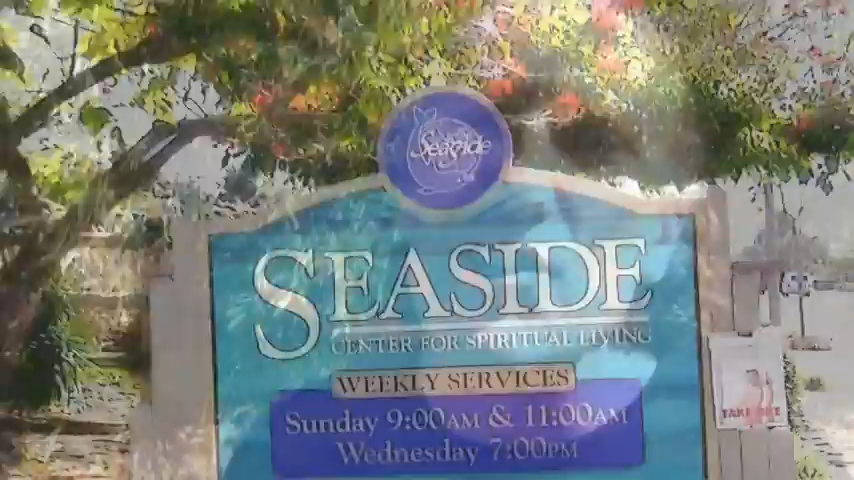 Seaside
SEASIDE
CENTER FOR SPIRITUAL LIVING
WEEKLY SERVICES
Sunday 9:00AM & 11:00AM
Wednesday 7:00PM
TAKE ONE